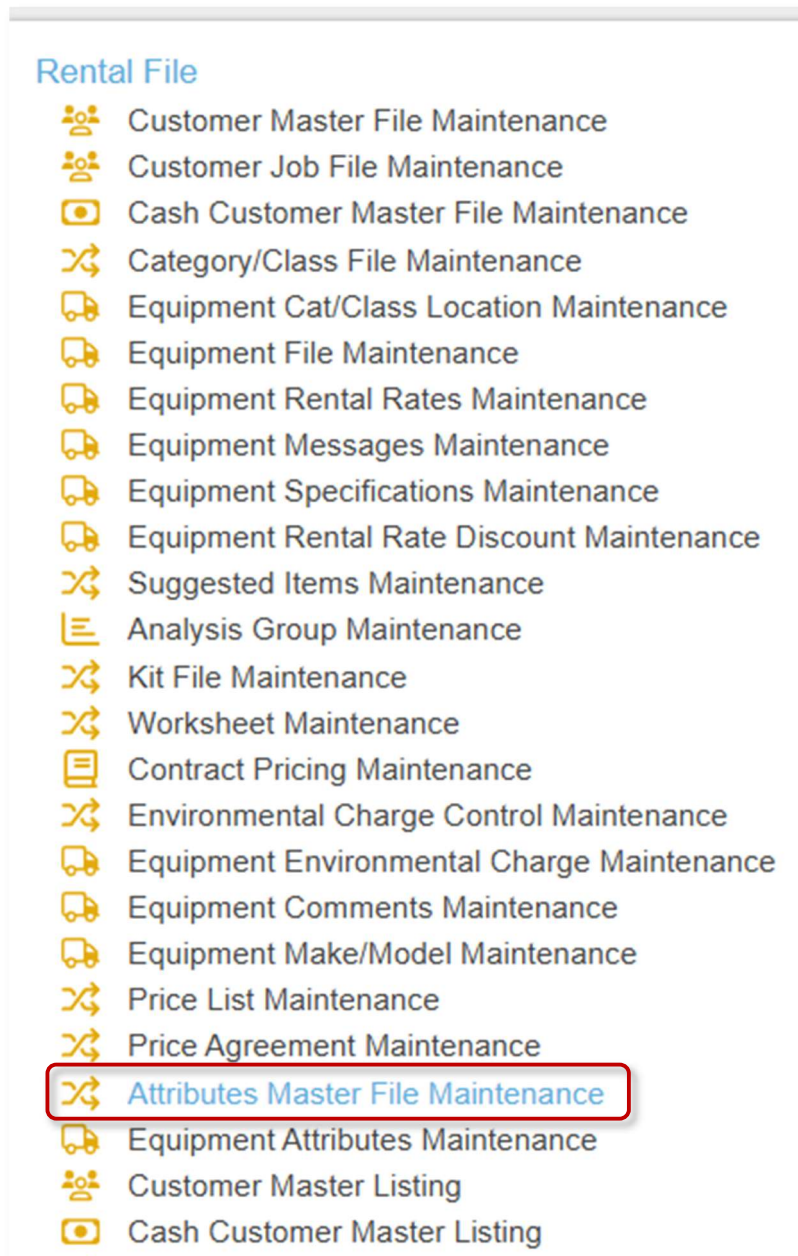 Rental File
Customer Master File Maintenance
Customer Job File Maintenance
Cash Customer Master File Maintenance
Category/Class File Maintenance
Equipment Cat/Class Location Maintenance
Equipment File Maintenance
Equipment Rental Rates Maintenance
Equipment Messages Maintenance
Equipment Specifications Maintenance
Equipment Rental Rate Discount Maintenance
Suggested Items Maintenance
Analysis Group Maintenance
Kit File Maintenance
Worksheet Maintenance
Contract Pricing Maintenance
Environmental Charge Control Maintenance
Equipment Environmental Charge Maintenance
Equipment Comments Maintenance
Equipment Make/Model Maintenance
Price List Maintenance
Price Agreement Maintenance
Attributes Master File Maintenance
Equipment Attributes Maintenance
Customer Master Listing
Cash Customer Master Listing